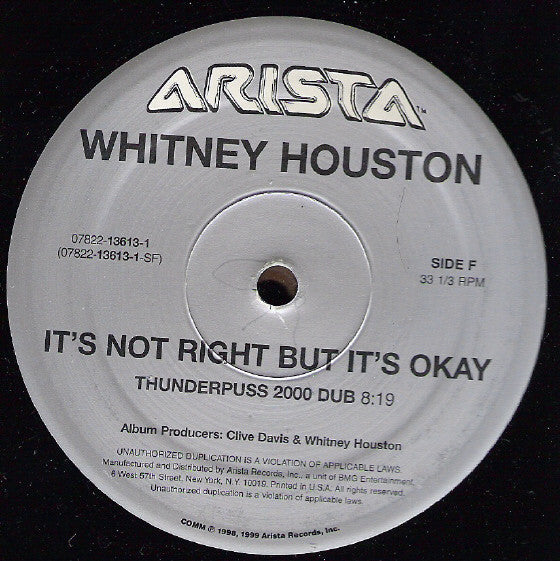 ARISTA™
WHITNEY HOUSTON
07822-13613-1
(07822-13613-1-SF)
SIDE F
33 1/3 RPM
IT'S NOT RIGHT BUT IT'S OKAY
THUNDERPUSS 2000 DUB 8:19
Album Producers: Clive Davis & Whitney Houston
UNAUTHORIZED DUPLICATION IS A VIOLATION OF APPLICABLE LAWS.
Manufactured and Distributed by Arista Records, Inc., a unit of BMG Entertainment,
6 West 57th Street, New York, N.Y. 10019. Printed in U.S.A. All rights reserved.
Unauthorized duplication is a violation of applicable laws.
COMM ℗ 1998, 1999 Arista Records, Inc.